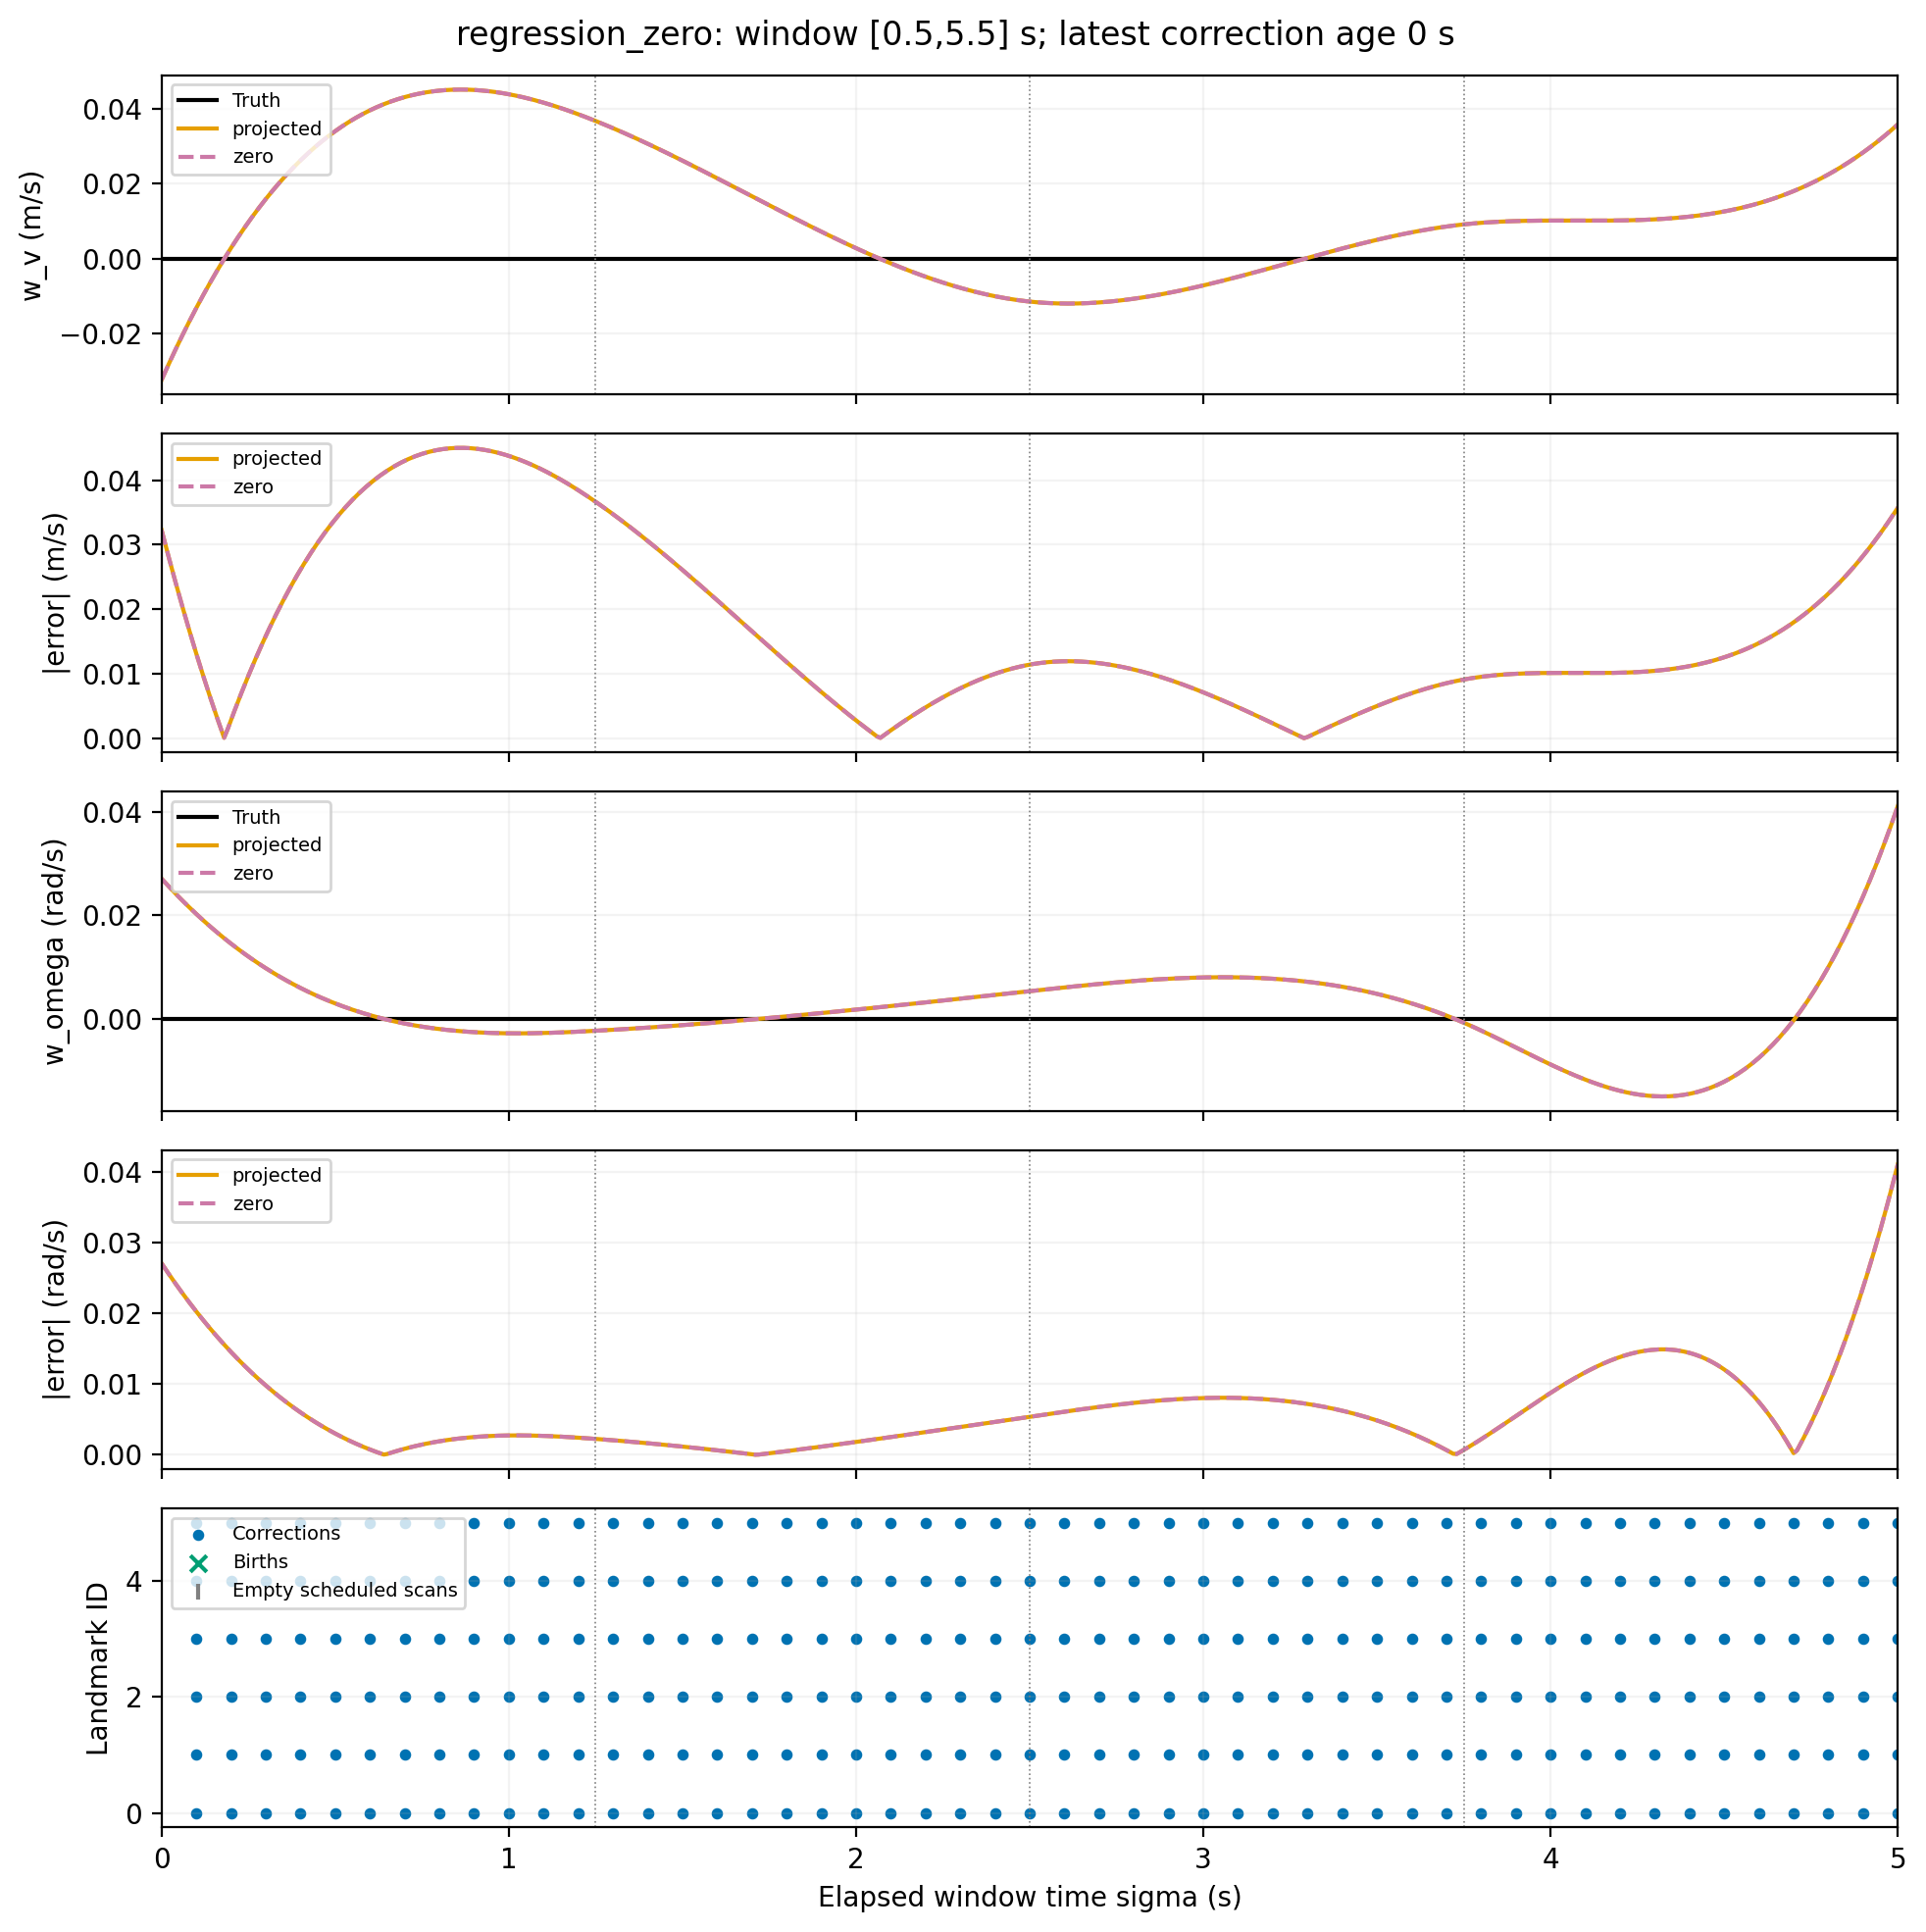 regression_zero: window [0.5,5.5] s; latest correction age 0 s
w_v (m/s)
0.04
0.02
0.00
−0.02
Truth
projected
zero
|error| (m/s)
0.04
0.03
0.02
0.01
0.00
projected
zero
w_omega (rad/s)
0.04
0.02
0.00
Truth
projected
zero
|error| (rad/s)
0.04
0.03
0.02
0.01
0.00
projected
zero
Landmark ID
4
2
0
Corrections
Births
Empty scheduled scans
0 1 2 3 4 5
Elapsed window time sigma (s)